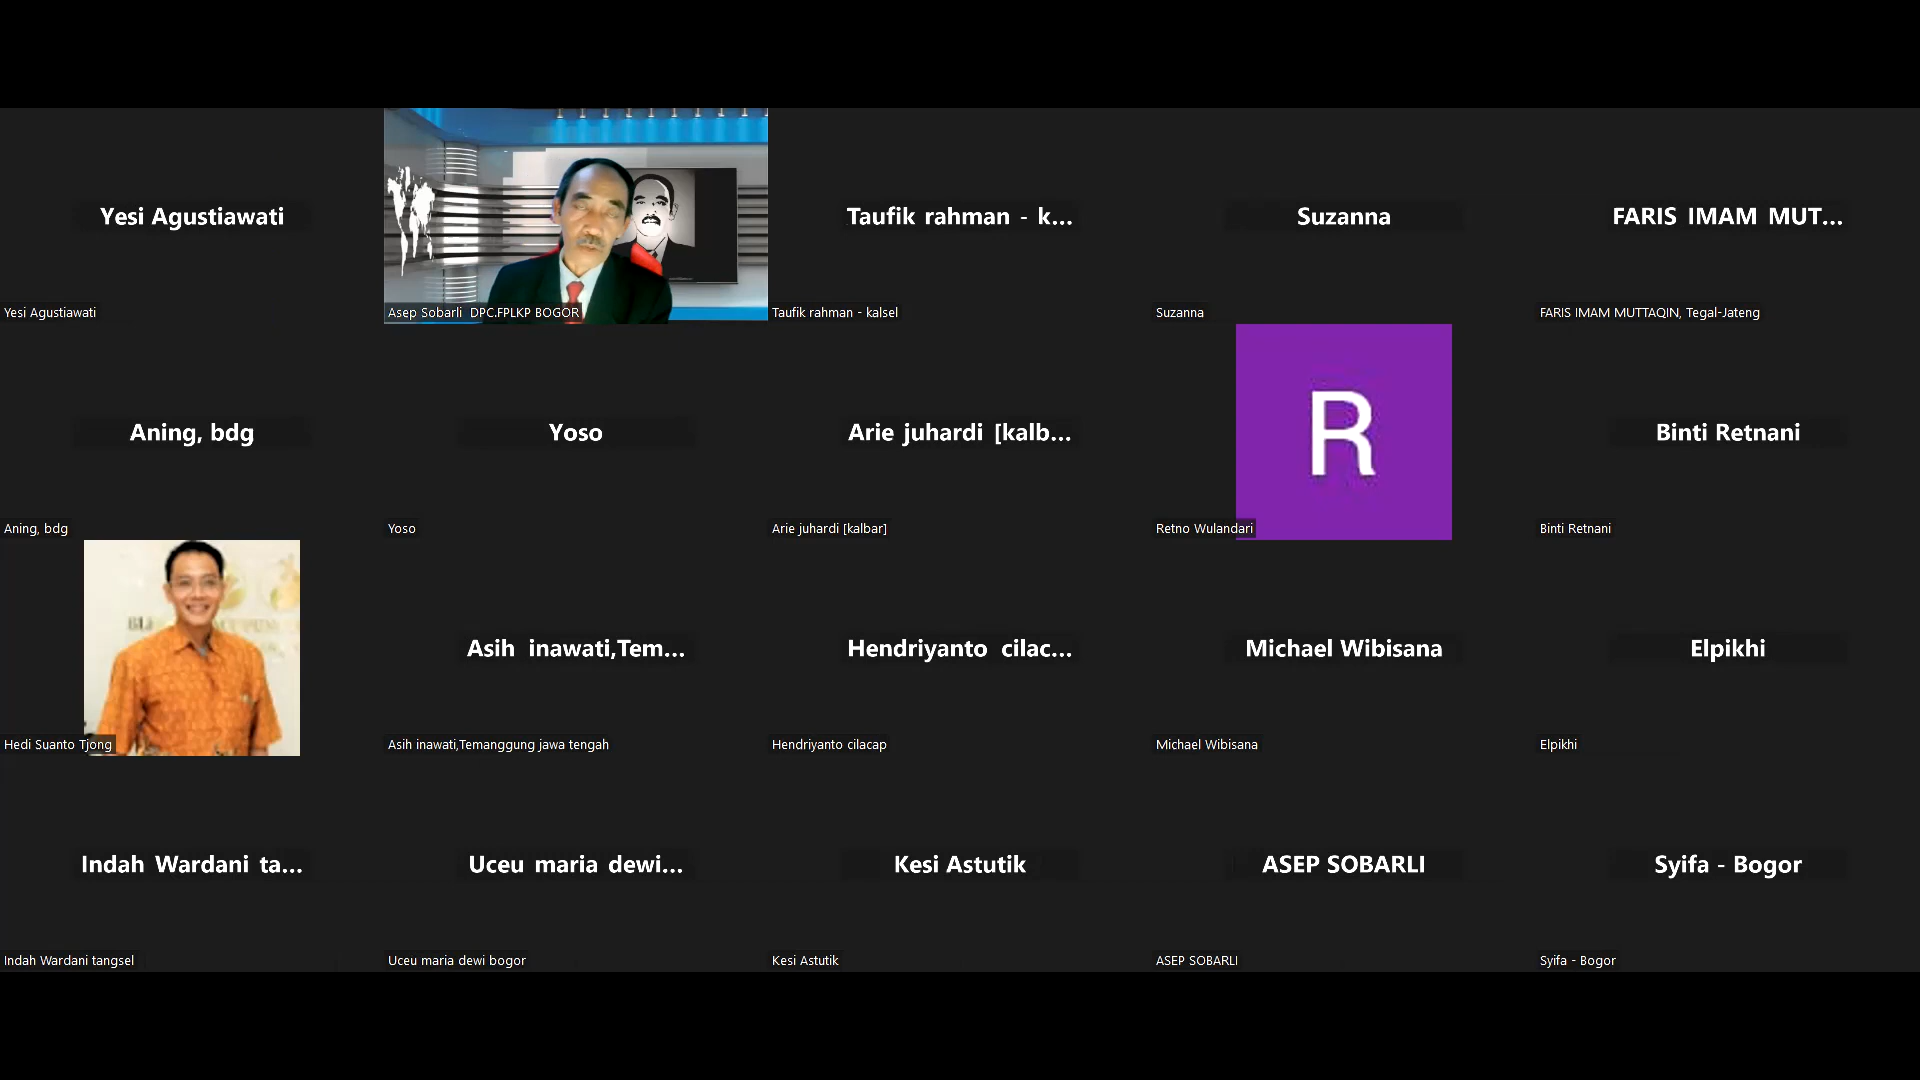 Yesi Agustiawati
Yesi Agustiawati
Asep Sobarli DPC.FPLKP BOGOR
Taufik rahman - k...
Taufik rahman - kalsel
Suzanna
Suzanna
FARIS IMAM MUT...
FARIS IMAM MUTTAQIN, Tegal-Jateng
Aning, bdg
Aning, bdg
Yoso
Yoso
Arie juhardi [kalb...
Arie juhardi [kalbar]
R
Retno Wulandari
Binti Retnani
Binti Retnani
Hedi Suanto Tjong
Asih inawati,Tem...
Asih inawati,Temanggung jawa tengah
Hendriyanto cilac...
Hendriyanto cilacap
Michael Wibisana
Michael Wibisana
Elpikhi
Elpikhi
Indah Wardani ta...
Indah Wardani tangsel
Uceu maria dewi...
Uceu maria dewi bogor
Kesi Astutik
Kesi Astutik
ASEP SOBARLI
ASEP SOBARLI
Syifa - Bogor
Syifa - Bogor